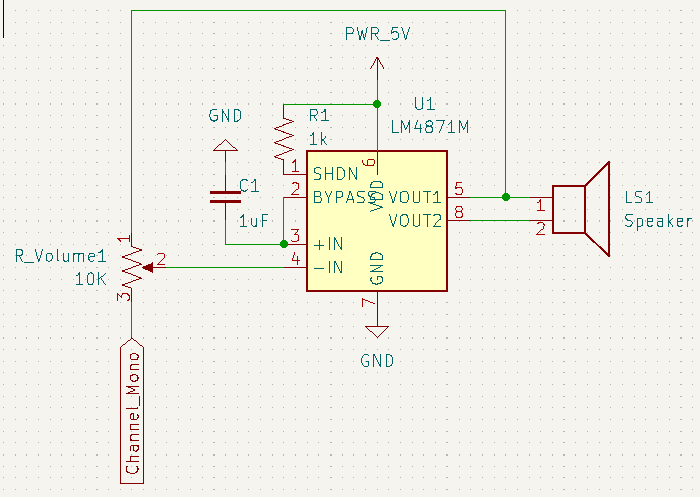 PWR_5V
GND
R1
1k
U1
LM4871M
C1
1uF
1
SHDN
6
VDD
2
BYPASS
VOUT1
5
VOUT2
8
3
+IN
4
-IN
GND
7
GND
1
2
LS1
Speaker
R_Volume1
10K
1
2
3
Channel_Mono